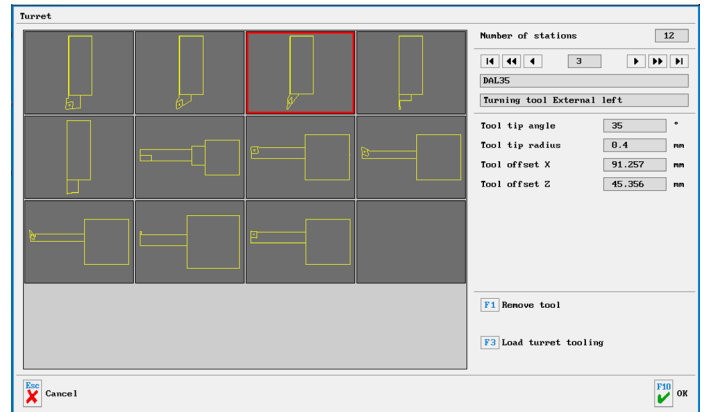 Turret
Number of stations 12
3
DAL35
Turning tool External left
Tool tip angle 35 °
Tool tip radius 0.4 mm
Tool offset X 91.257 mm
Tool offset Z 45.356 mm
F1 Remove tool
F3 Load turret tooling
Esc Cancel
F10 OK